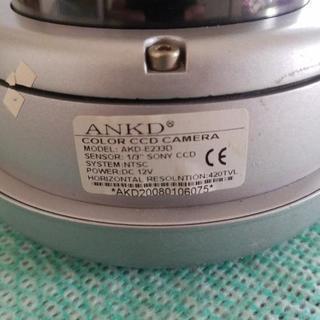 ANKD®
COLOR CCD CAMERA
MODEL: AKD-E233D
SENSOR: 1/3" SONY CCD
SYSTEM:NTSC
POWER:DC 12V
HORIZONTAL RESOLNTION:420TVL
CE
*AKD20080106075*